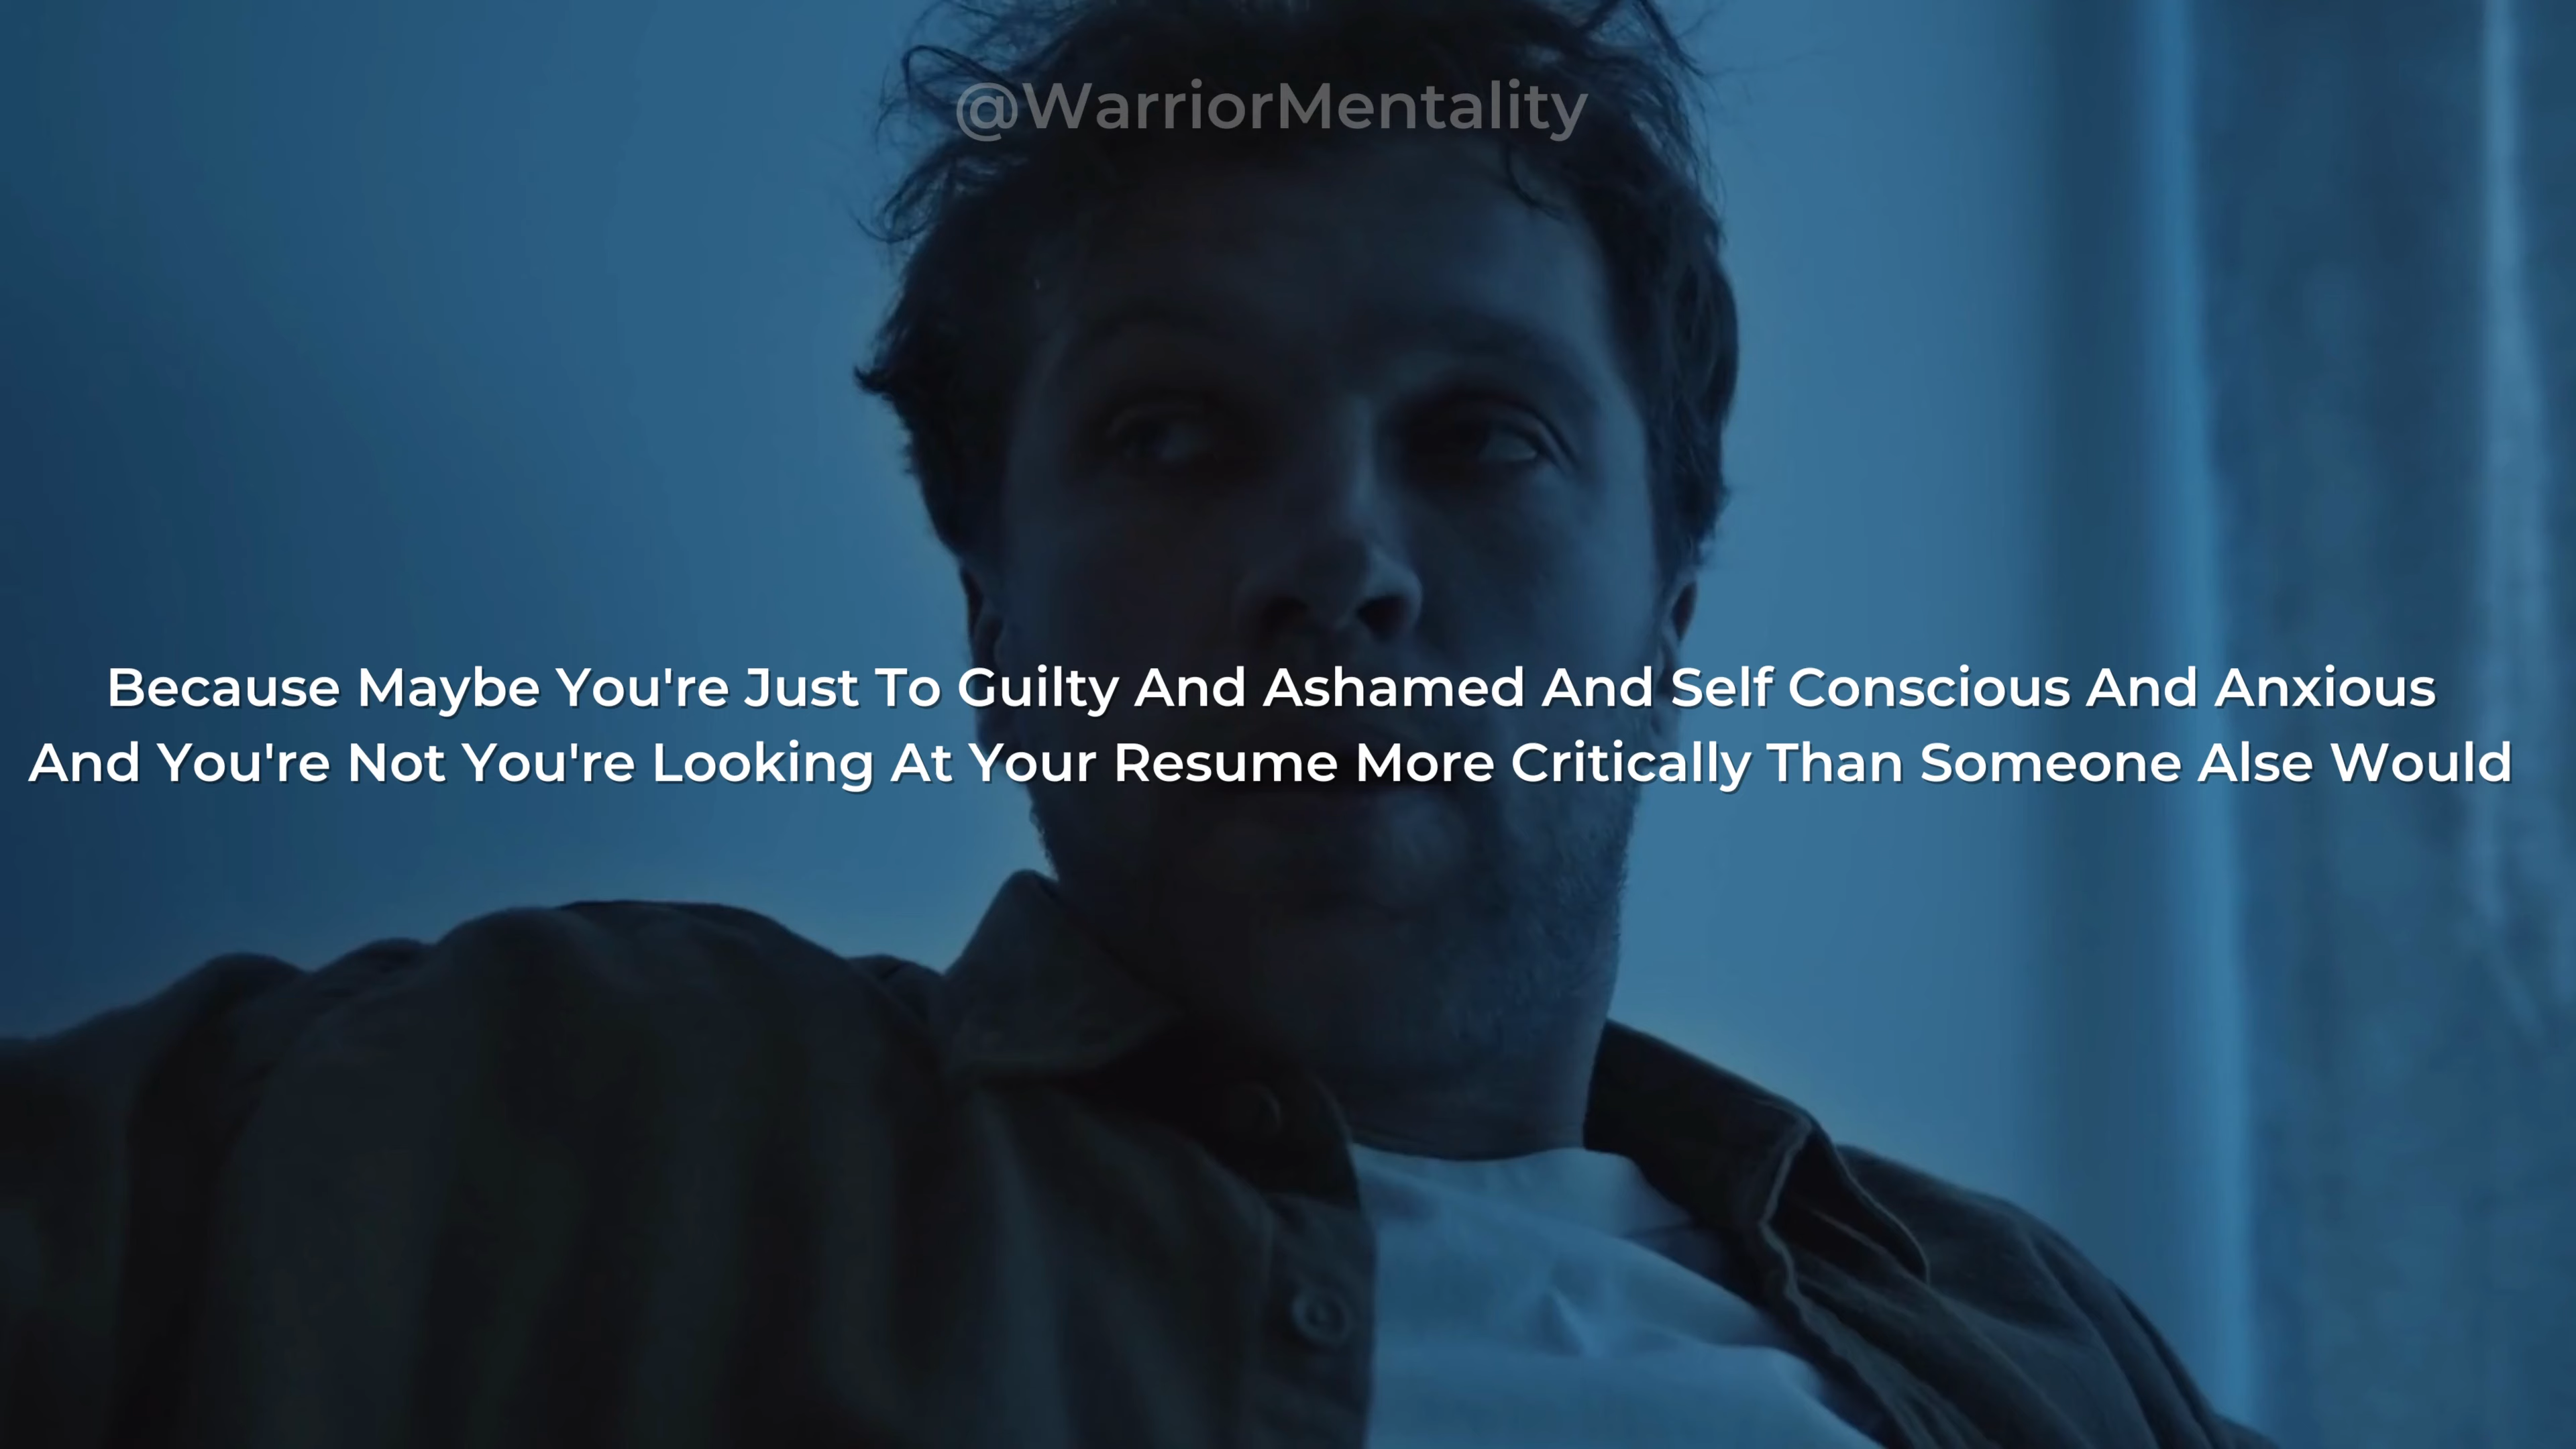 @WarriorMentality
Because Maybe You're Just To Guilty And Ashamed And Self Conscious And Anxious
And You're Not You're Looking At Your Resume More Critically Than Someone Alse Would